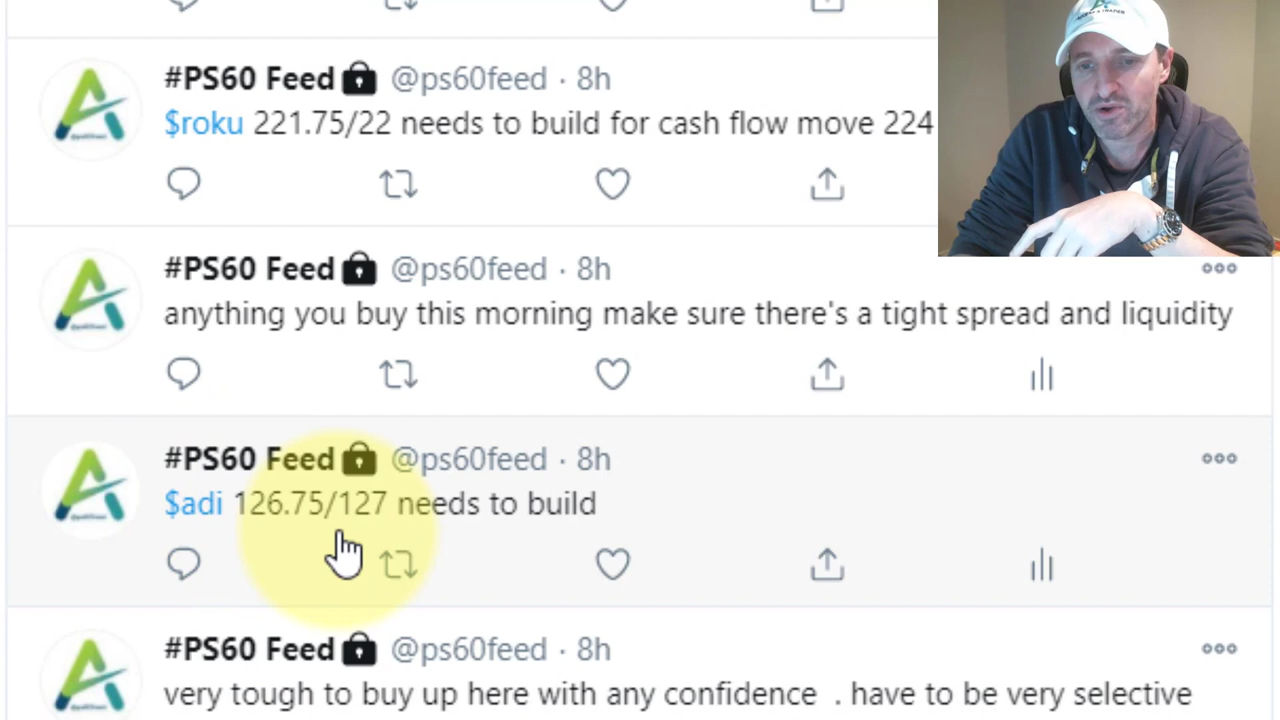 #PS60 Feed @ps60feed · 8h
$roku 221.75/22 needs to build for cash flow move 224
#PS60 Feed @ps60feed · 8h
anything you buy this morning make sure there's a tight spread and liquidity
#PS60 Feed @ps60feed · 8h
$adi 126.75/127 needs to build
#PS60 Feed @ps60feed · 8h
very tough to buy up here with any confidence . have to be very selective